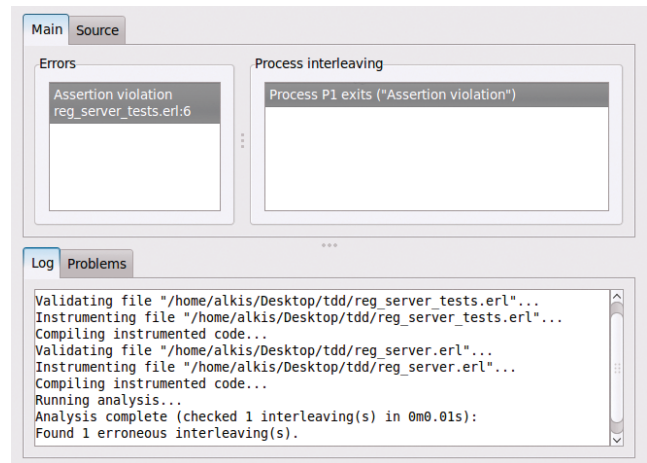 Main Source
Errors
Process interleaving
Assertion violation
reg_server_tests.erl:6
Process P1 exits ("Assertion violation")
Log Problems
Validating file "/home/alkis/Desktop/tdd/reg_server_tests.erl"...
Instrumenting file "/home/alkis/Desktop/tdd/reg_server_tests.erl"...
Compiling instrumented code...
Validating file "/home/alkis/Desktop/tdd/reg_server.erl"...
Instrumenting file "/home/alkis/Desktop/tdd/reg_server.erl"...
Compiling instrumented code...
Running analysis...
Analysis complete (checked 1 interleaving(s) in 0m0.01s):
Found 1 erroneous interleaving(s).